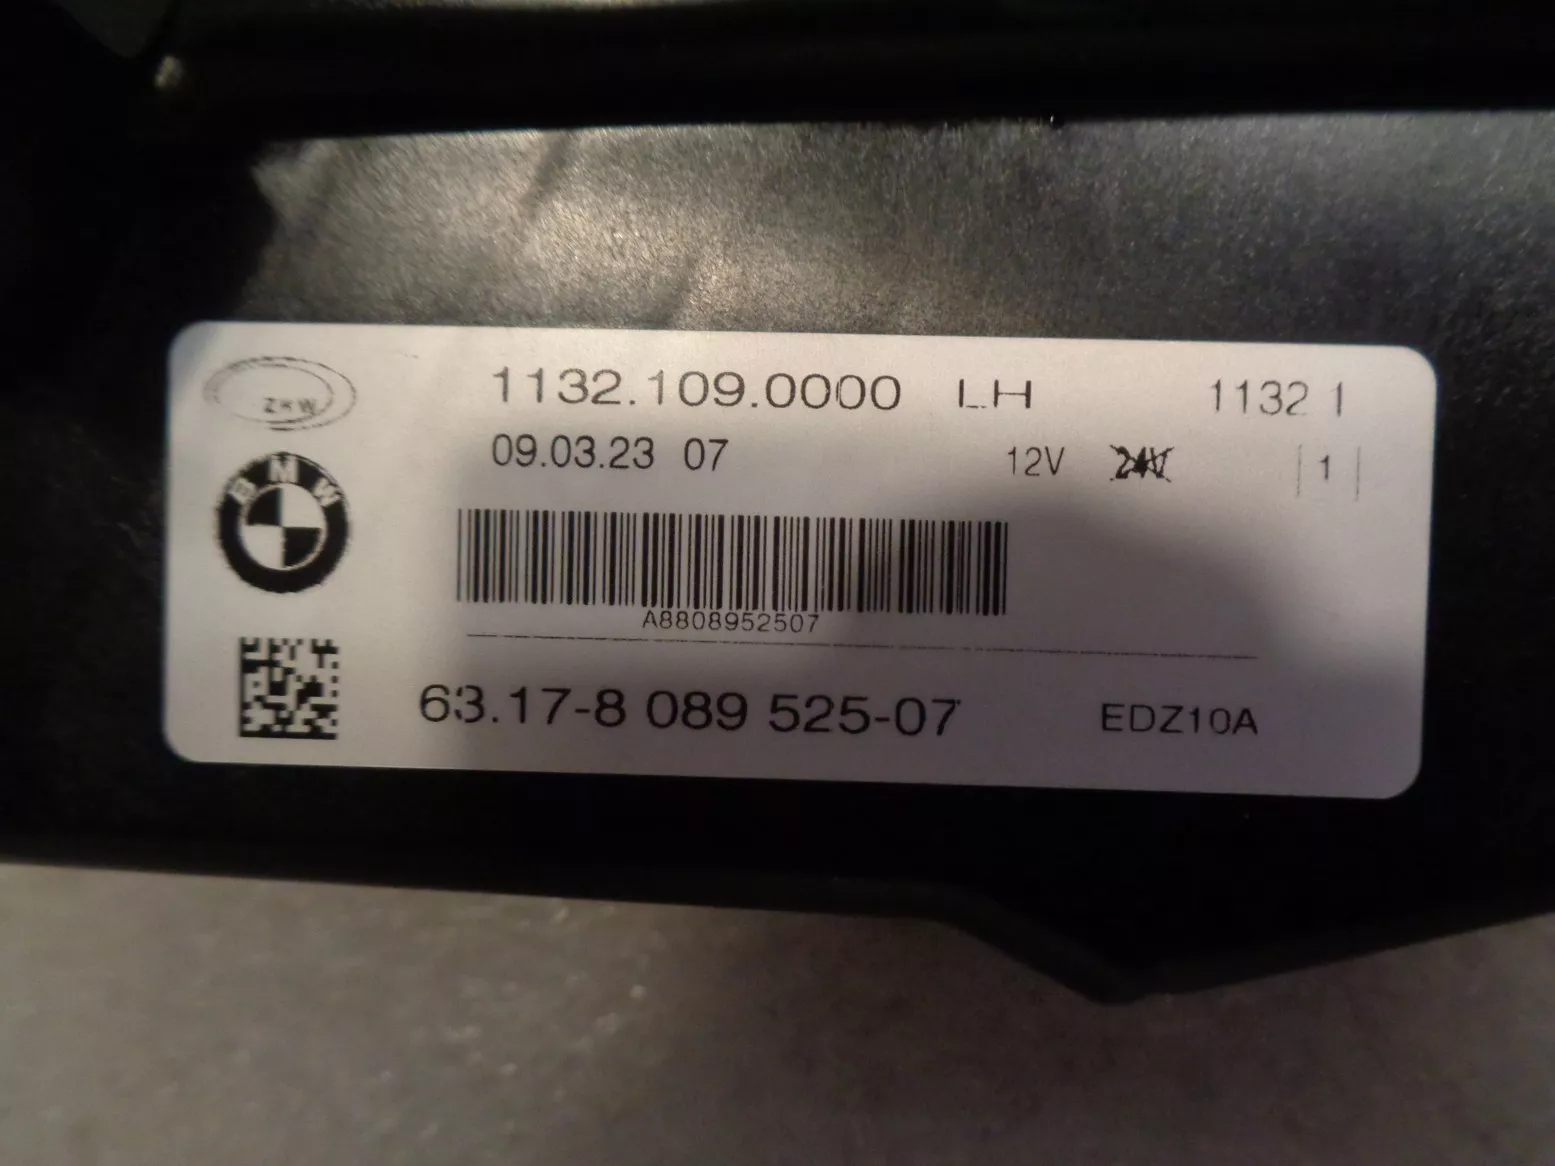 ZKW
1132.109.0000 LH 1132 1
09.03.23 07 12V 24V 1
BMW
A8808952507
63.17-8 089 525-07 EDZ10A